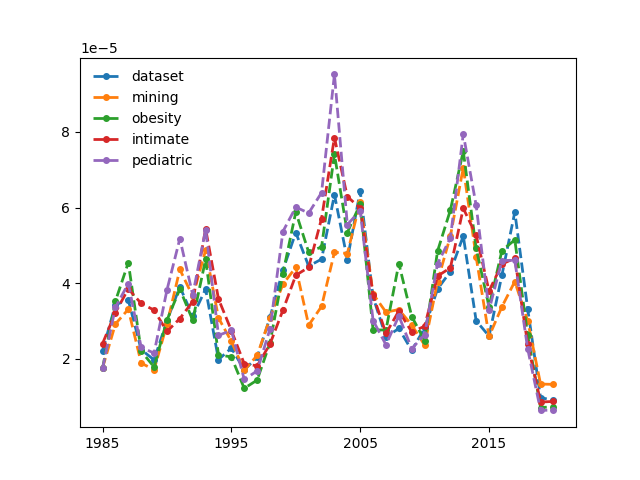 1e−5
dataset
mining
obesity
intimate
pediatric
8
6
4
2
1985 1995 2005 2015